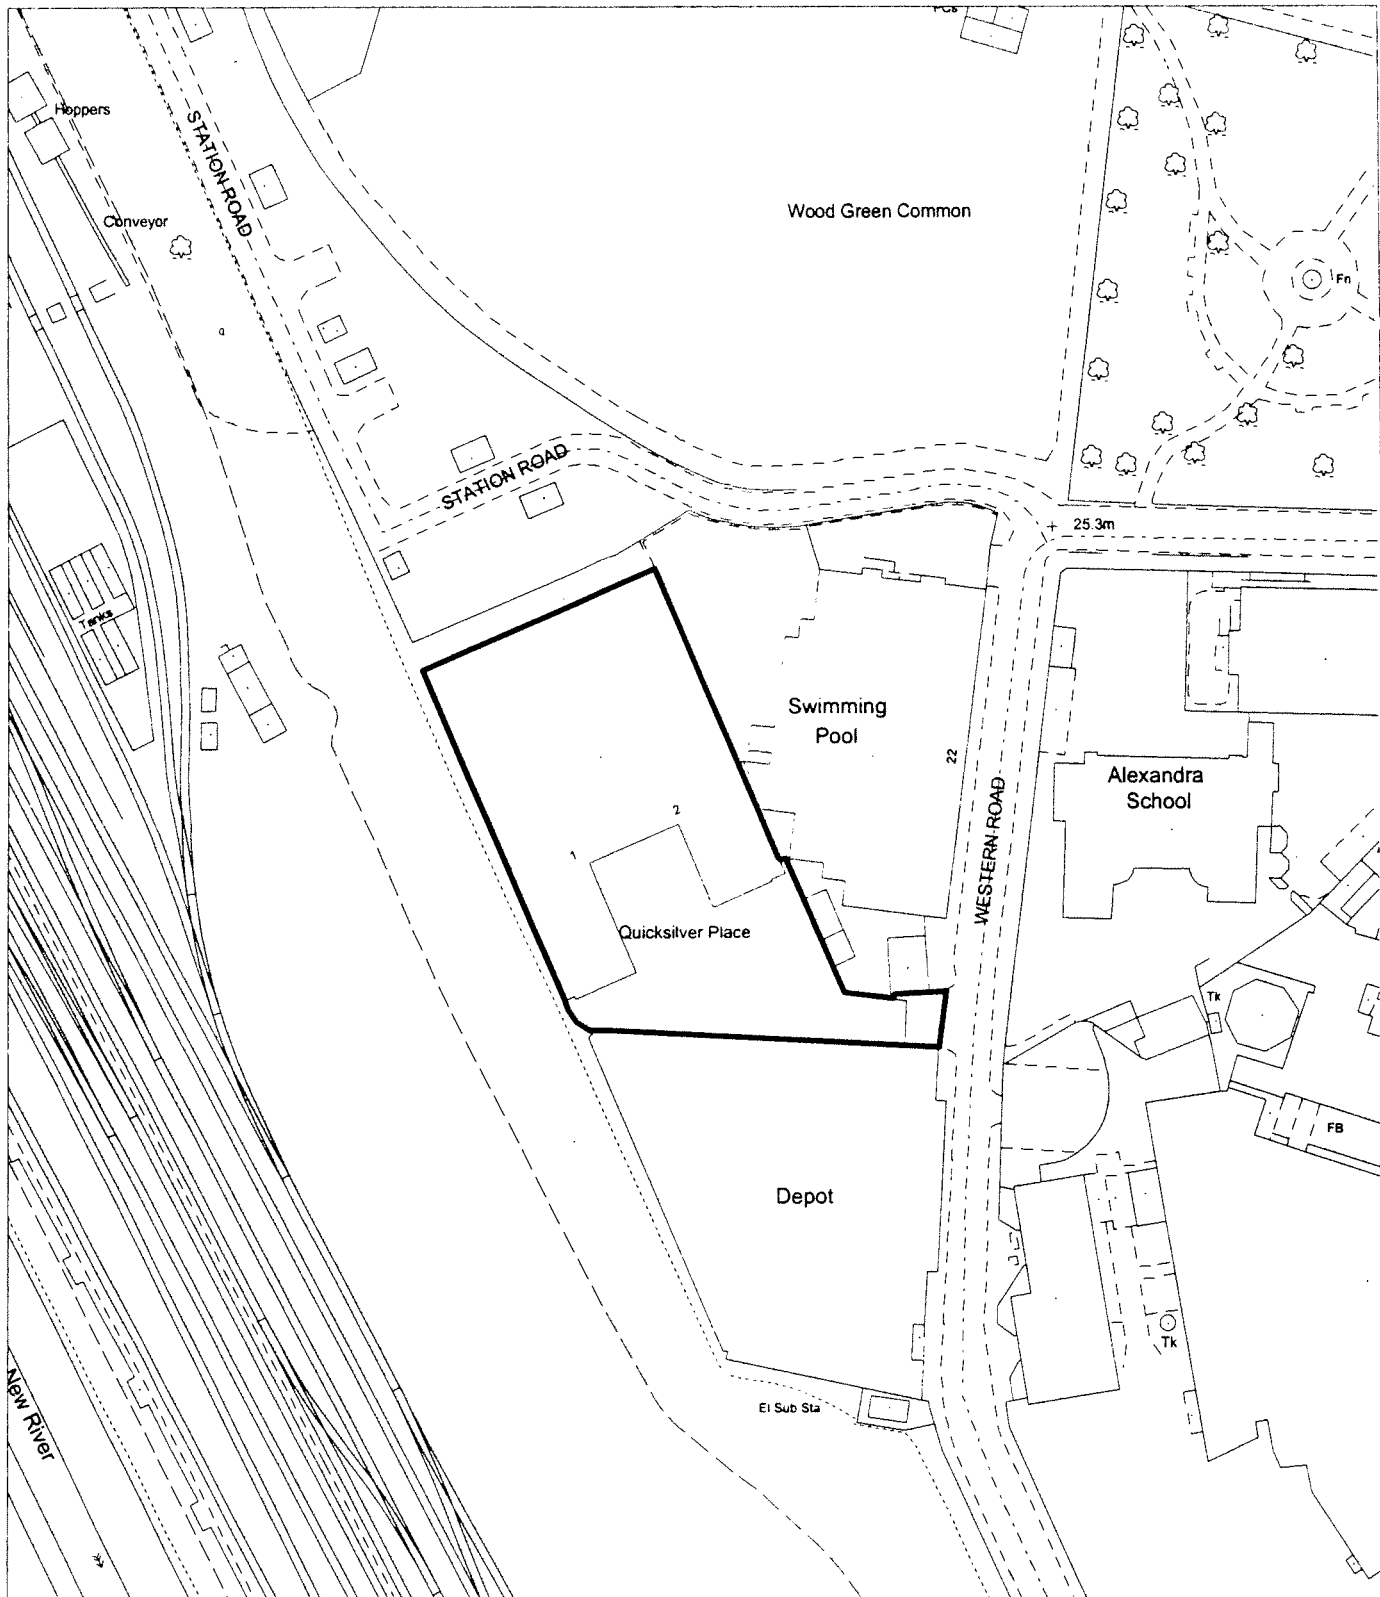 PCs
Hoppers
STATION ROAD
Conveyor
Wood Green Common
Fn
STATION ROAD
25.3m
Tanks
Swimming
Pool
22
WESTERN ROAD
Alexandra
School
2
1
Quicksilver Place
Tk
FB
Depot
Tk
El Sub Sta
New River